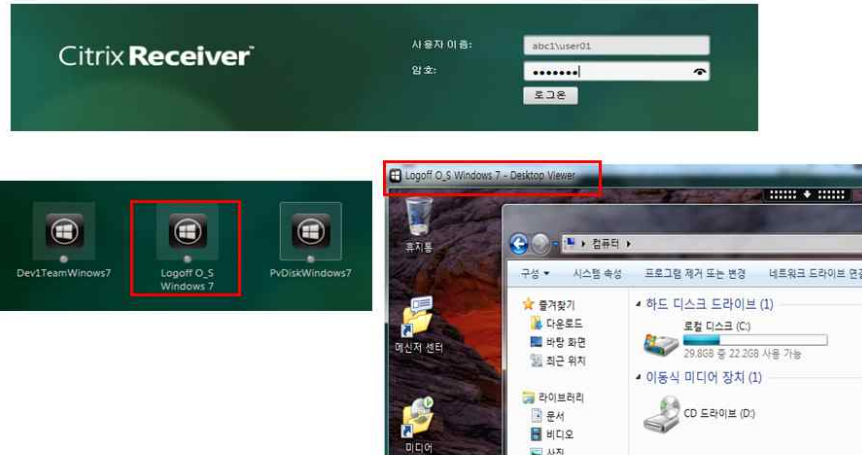 Citrix Receiver™
사용자 이름:
abc1\user01
암호:
•••••••
로그온
Dev1TeamWinows7
Logoff O_S
Windows 7
PvDiskWindows7
Logoff O_S Windows 7 - Desktop Viewer
휴지통
메신저 센터
미디어
컴퓨터
구성 시스템 속성 프로그램 제거 또는 변경 네트워크 드라이브 연결
즐겨찾기
다운로드
바탕 화면
최근 위치
라이브러리
문서
비디오
사진
하드 디스크 드라이브 (1)
로컬 디스크 (C:)
29.8GB 중 22.2GB 사용 가능
이동식 미디어 장치 (1)
CD 드라이브 (D:)